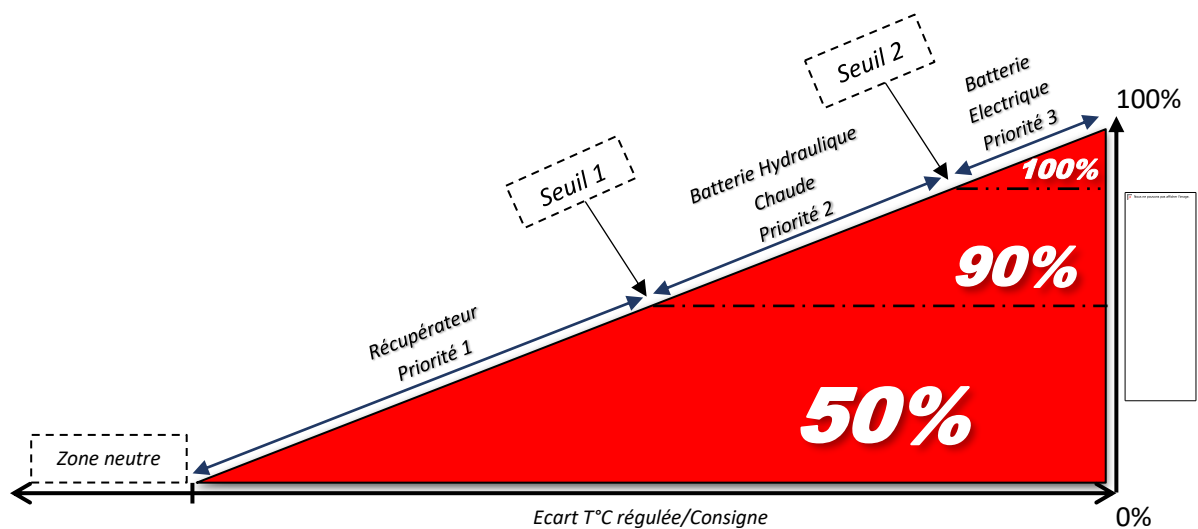 Seuil 2
Batterie
Electrique
Priorité 3
100%
Seuil 1
Batterie Hydraulique
Chaude
Priorité 2
100%
90%
Récupérateur
Priorité 1
50%
Zone neutre
Ecart T°C régulée/Consigne
0%